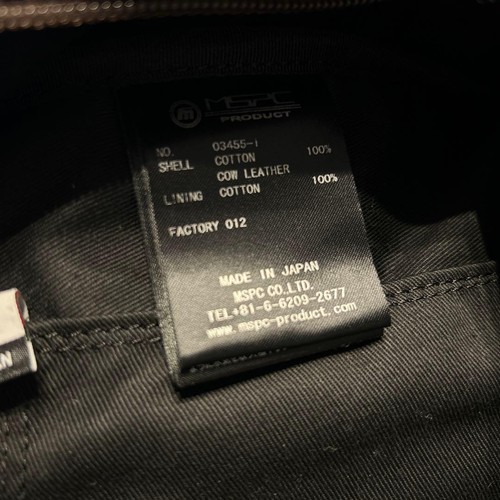 m MSPC
PRODUCT
NO. 03455-1
SHELL COTTON 100%
COW LEATHER
LINING COTTON 100%
FACTORY 012
MADE IN JAPAN
MSPC CO.LTD.
TEL+81-6-6209-2677
www.mspc-product.com